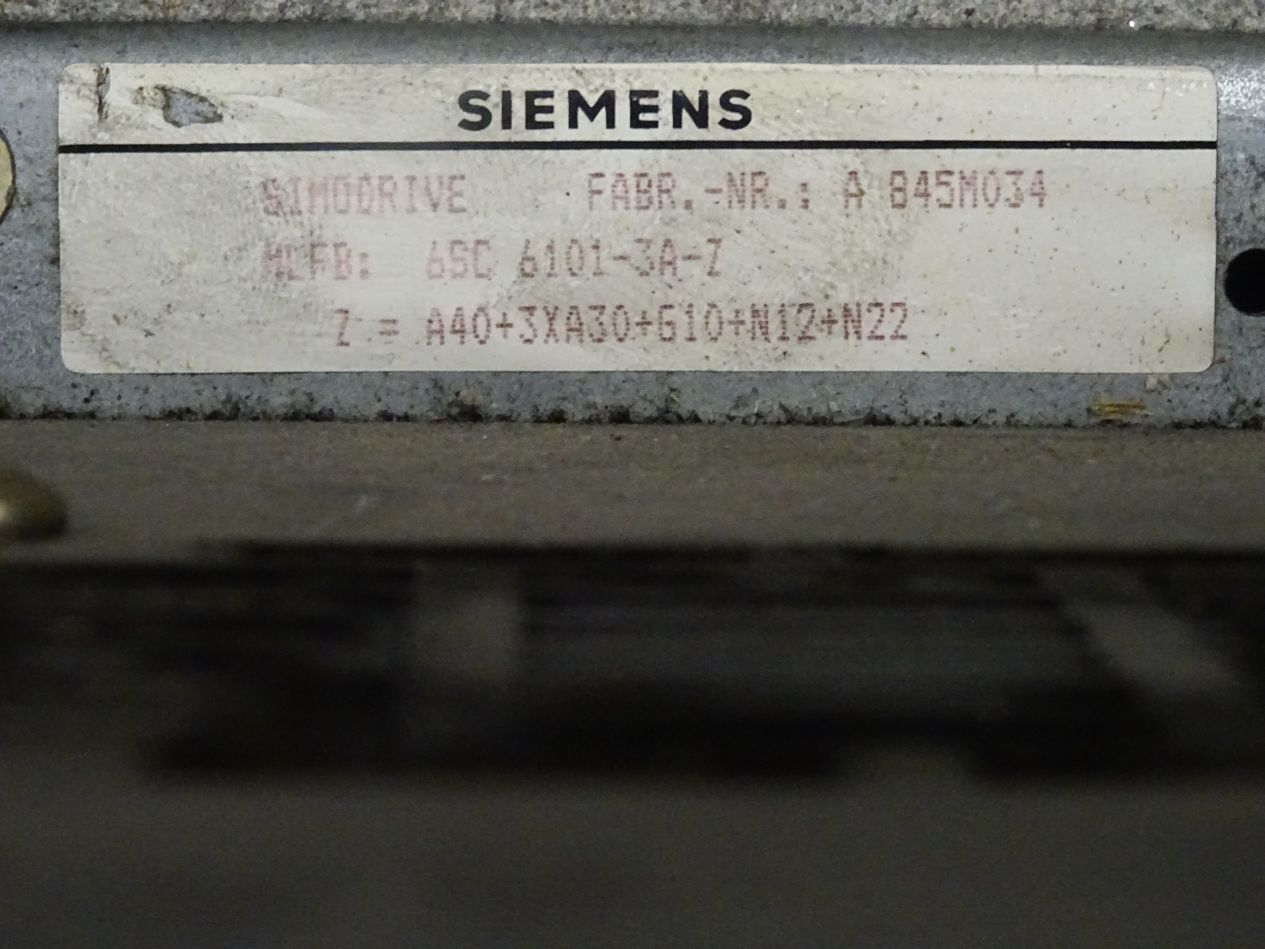 SIEMENS
SIMODRIVE FABR.-NR.: A 845M034
MLFB: 6SC 6101-3A-Z
Z = A40+3XA30+G10+N12+N22